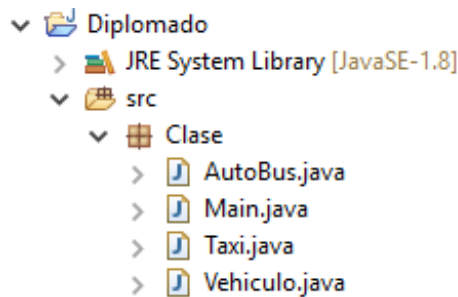 Diplomado
JRE System Library [JavaSE-1.8]
src
Clase
AutoBus.java
Main.java
Taxi.java
Vehiculo.java